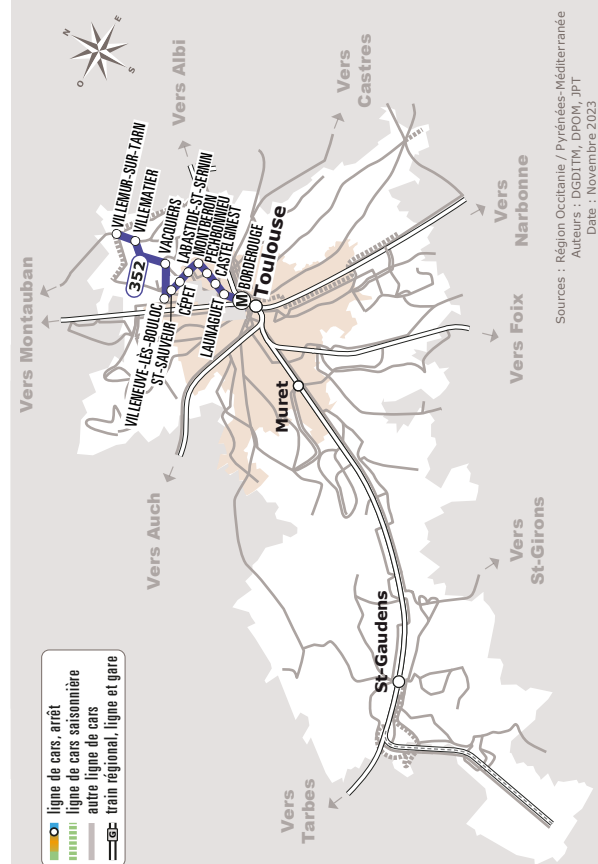 ligne de cars, arrêt
ligne de cars saisonnière
autre ligne de cars
G train régional, ligne et gare
Vers Montauban
Vers Albi
Vers
Castres
Vers
Narbonne
Vers Foix
Vers
St-Girons
Vers
Tarbes
Vers Auch
N
E
S
O
352
VILLEMUR-SUR-TARN
VILLEMATIER
VACQUIERS
VILLENEUVE-LÈS-BOULOC
ST-SAUVEUR
CÉPET
LABASTIDE-ST-SERNIN
MONTBERON
PECHBONNIEU
CASTELGINEST
LAUNAGUET
M BORDEROUGE
Toulouse
Muret
St-Gaudens
Sources : Région Occitanie / Pyrénées-Méditerranée
Auteurs : DGDITM, DPOM, JPT
Date : Novembre 2023